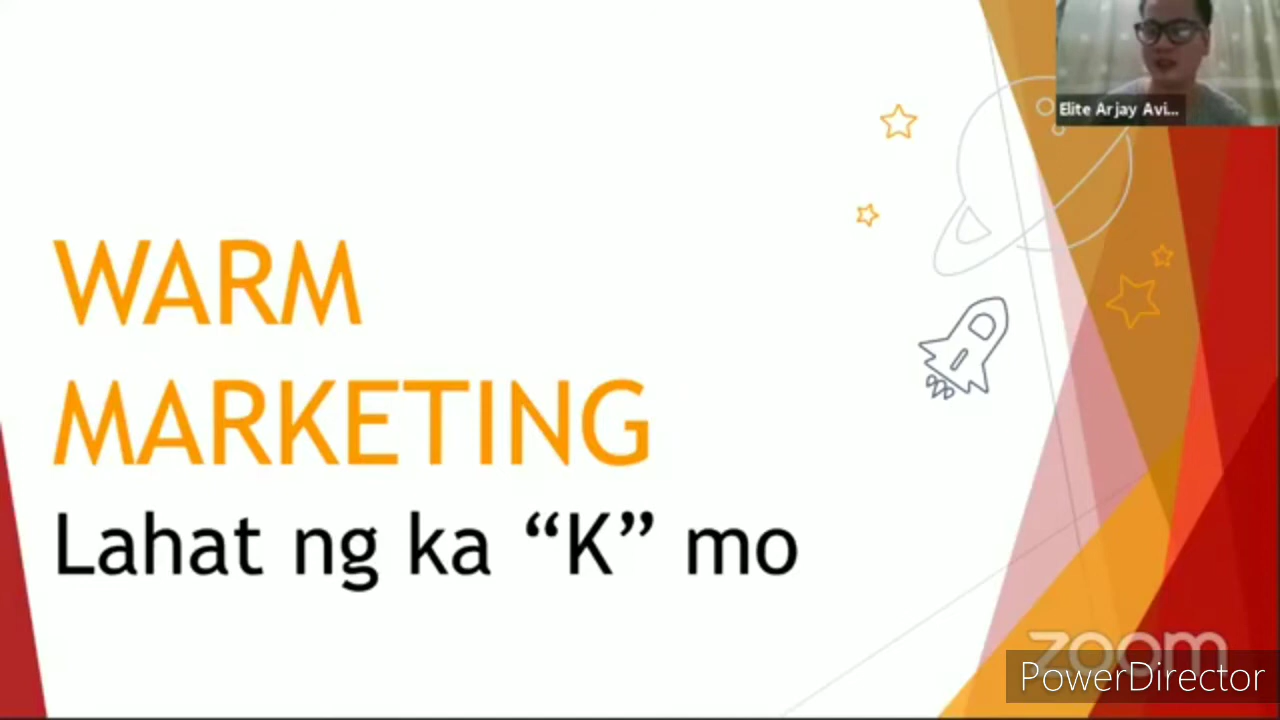 Elite Arjay Avi...
WARM
MARKETING
Lahat ng ka “K” mo
zoom
PowerDirector